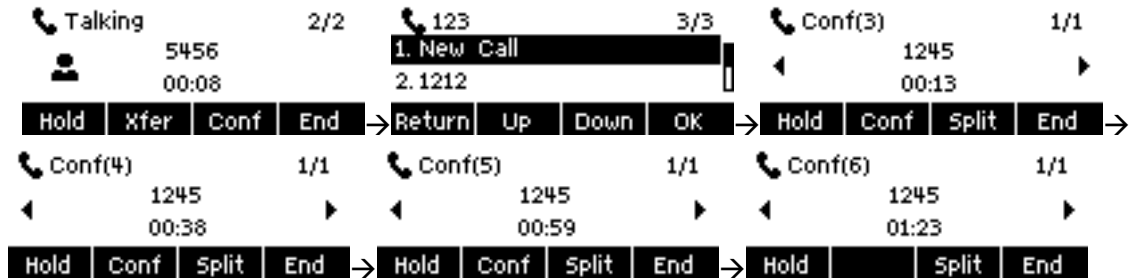 Talking 2/2
5456
00:08
Hold Xfer Conf End →
123 3/3
1. New Call
2. 1212
Return Up Down OK →
Conf(3) 1/1
1245
00:13
Hold Conf Split End →
Conf(4) 1/1
1245
00:38
Hold Conf Split End →
Conf(5) 1/1
1245
00:59
Hold Conf Split End →
Conf(6) 1/1
1245
01:23
Hold Split End